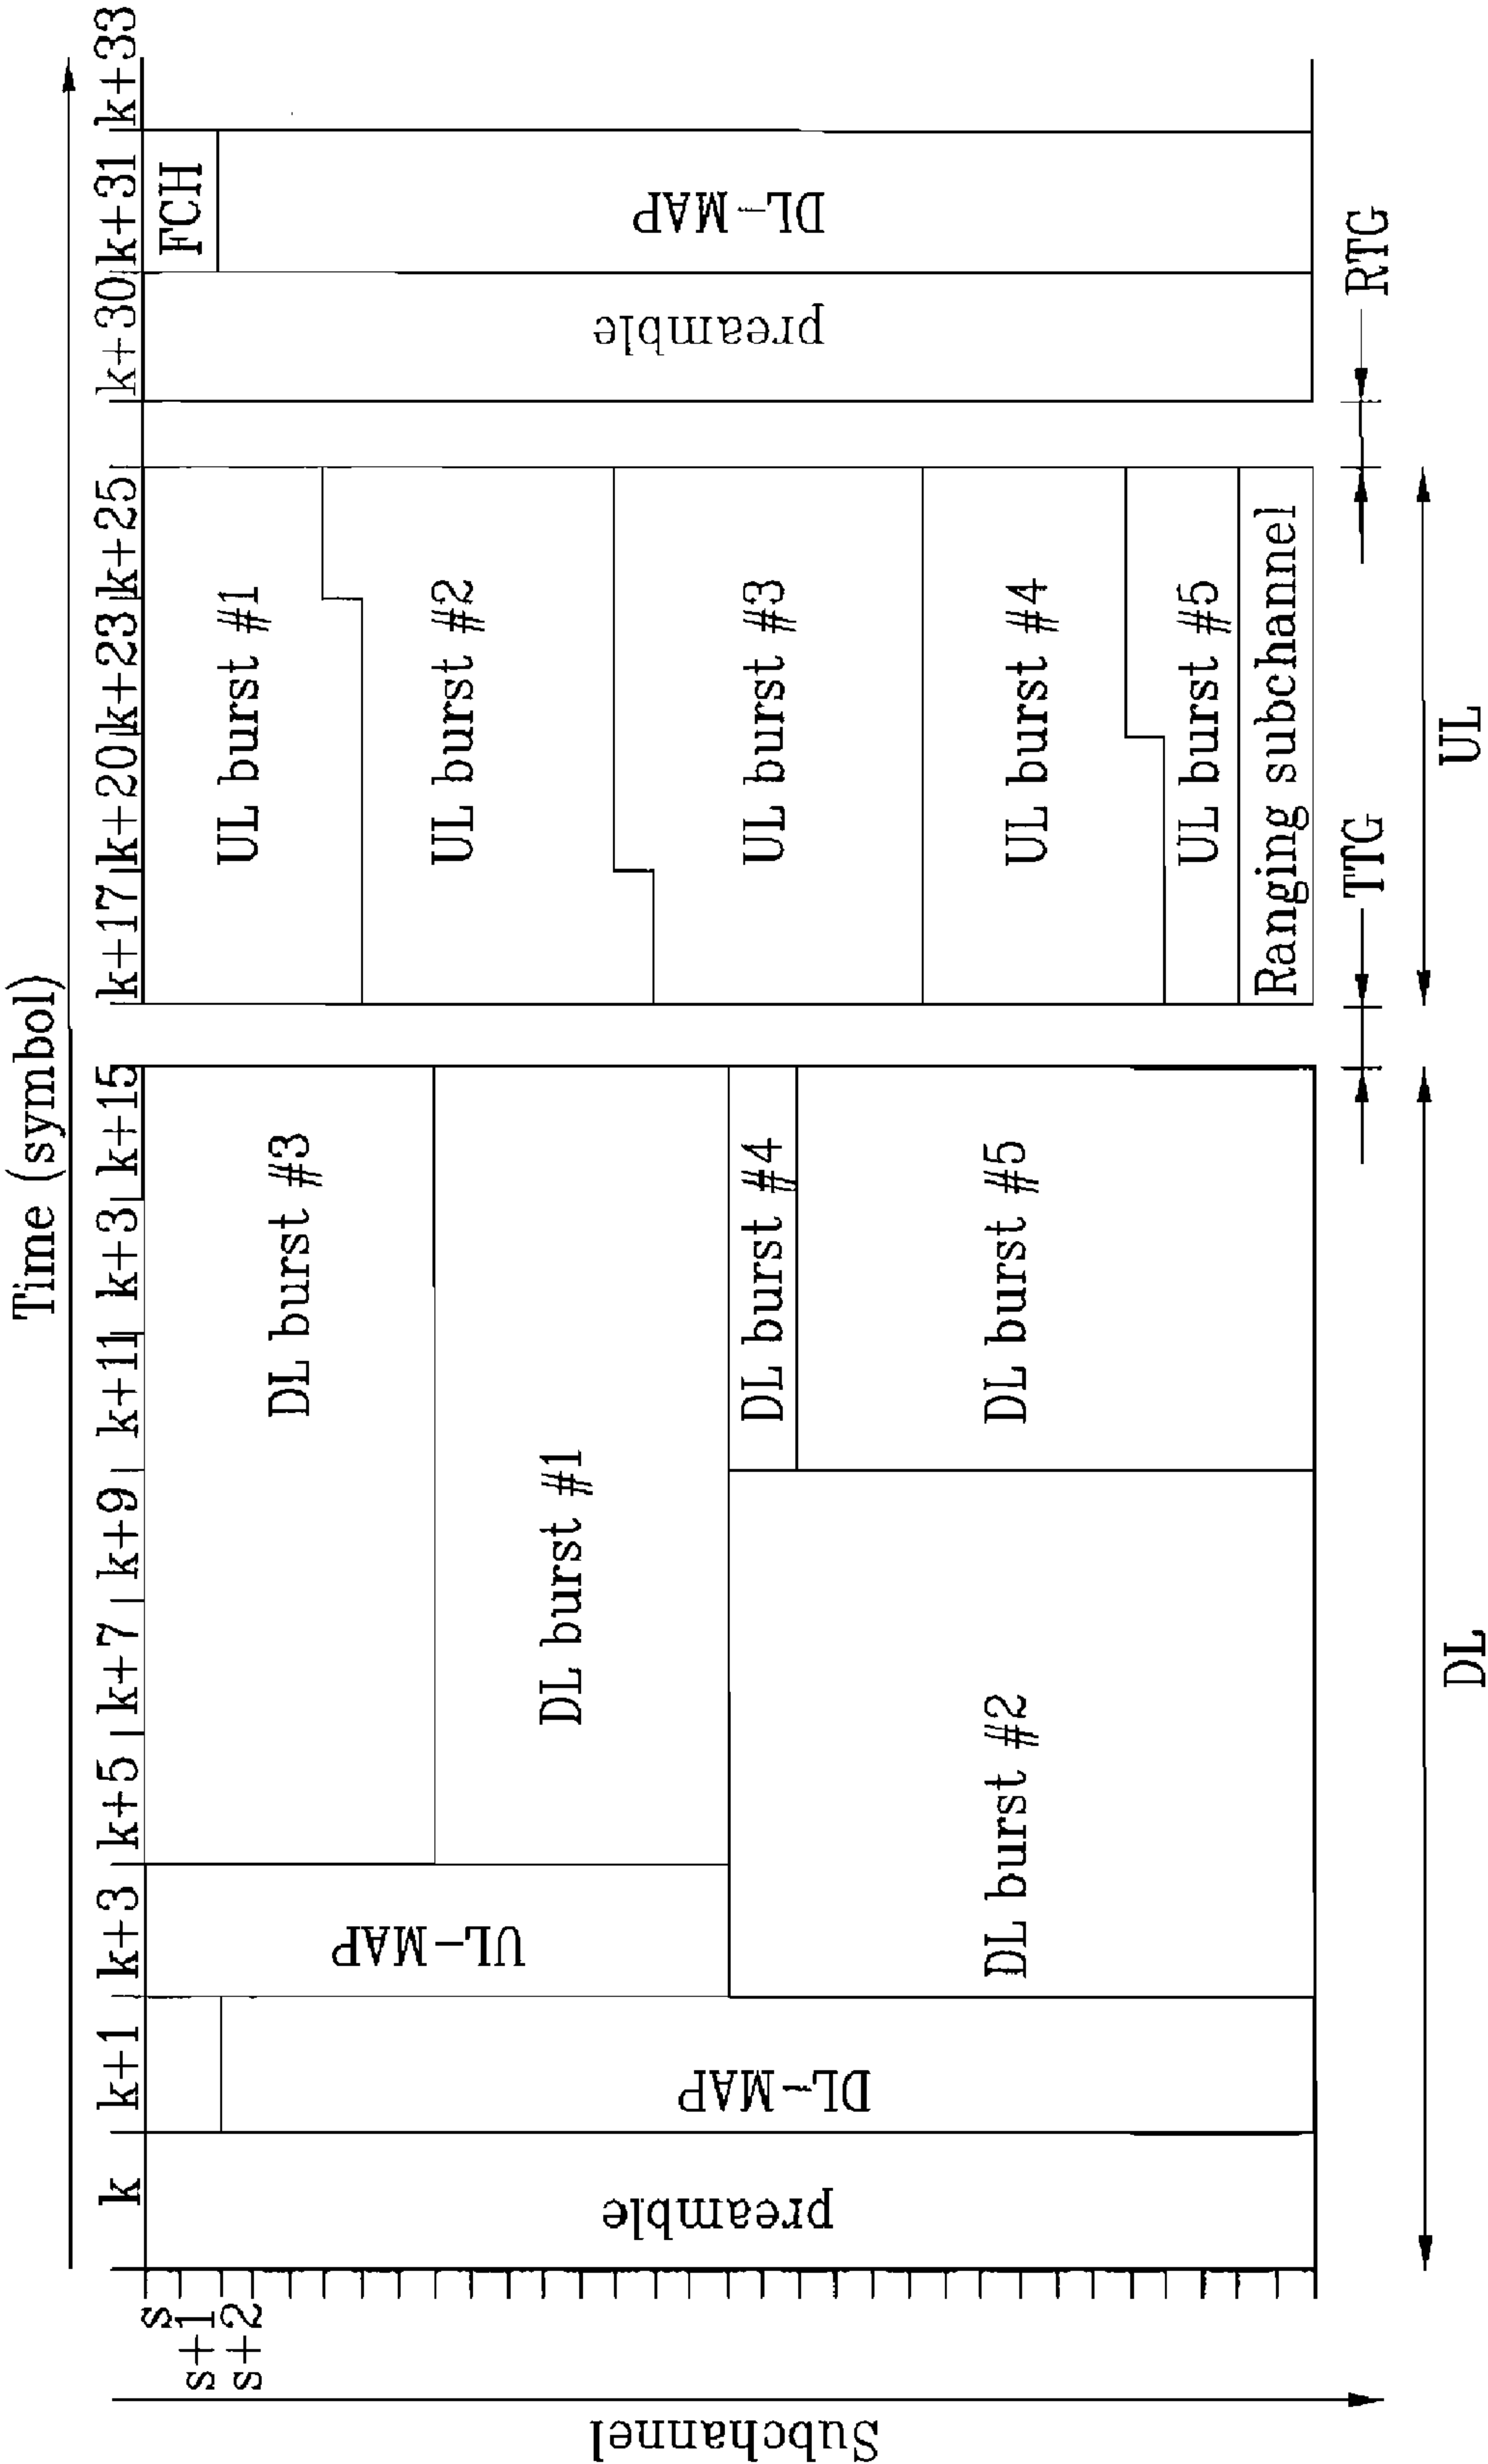 Time (symbol)
k
k+1
k+3
k+5
k+7
k+9
k+11
k+3
k+15
k+17
k+20
k+23
k+25
k+30
k+31
k+33
s
s+1
s+2
Subchannel
preamble
DL-MAP
UL-MAP
DL burst #3
DL burst #1
DL burst #2
DL burst #4
DL burst #5
UL burst #1
UL burst #2
UL burst #3
UL burst #4
UL burst #5
Ranging subchannel
preamble
FCH
DL-MAP
TTG
RTG
DL
UL